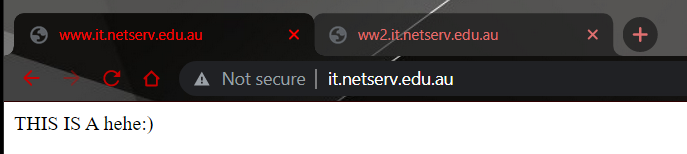 www.it.netserv.edu.au ww2.it.netserv.edu.au
Not secure it.netserv.edu.au
THIS IS A hehe:)